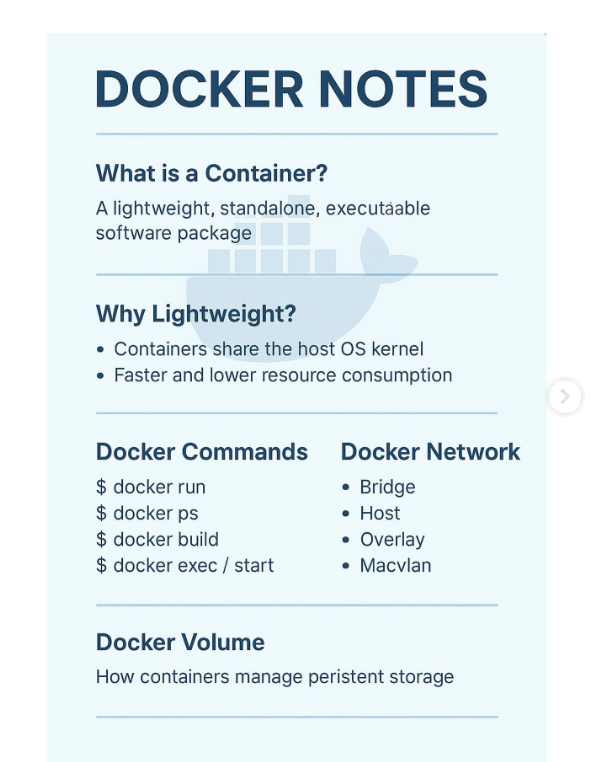 DOCKER NOTES
What is a Container?
A lightweight, standalone, executàable
software package
Why Lightweight?
• Containers share the host OS kernel
• Faster and lower resource consumption
Docker Commands
$ docker run
$ docker ps
$ docker build
$ docker exec / start
Docker Network
• Bridge
• Host
• Overlay
• Macvlan
Docker Volume
How containers manage peristent storage